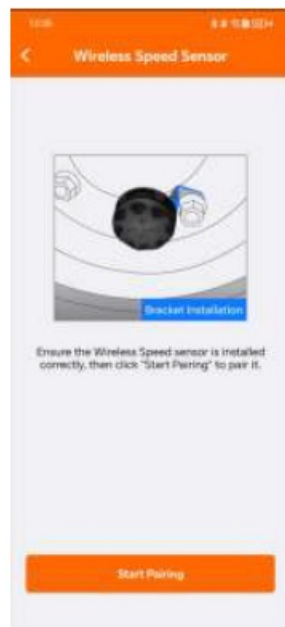 Wireless Speed Sensor
Bracket Installation
Ensure the Wireless Speed sensor is installed
correctly, then click "Start Pairing" to pair it.
Start Pairing